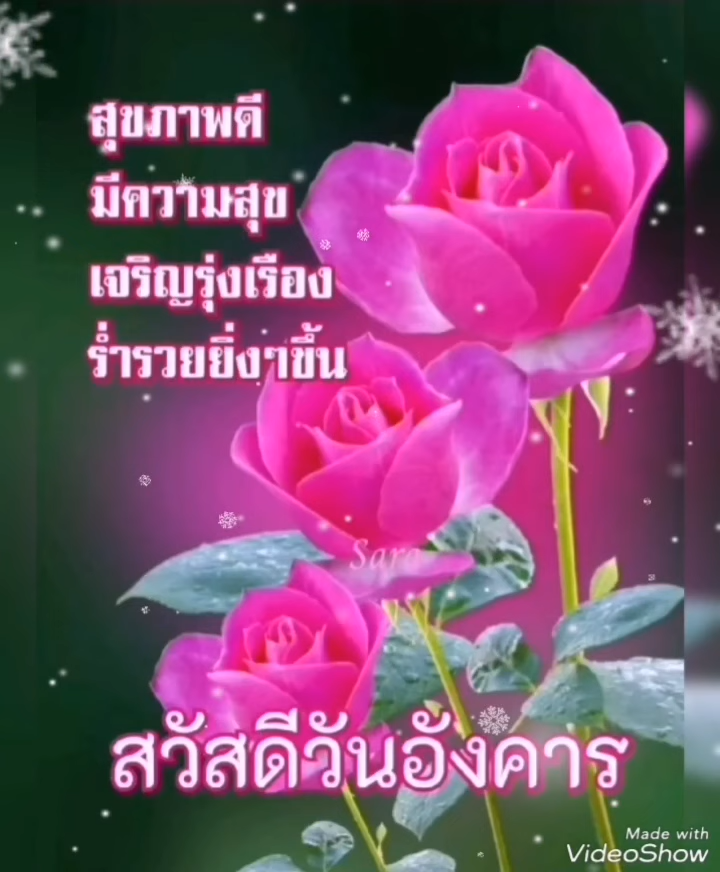 สุขภาพดี
มีความสุข
เจริญรุ่งเรือง
ร่ำรวยยิ่งๆขึ้น
Sara
สวัสดีวันอังคาร
Made with
VideoShow